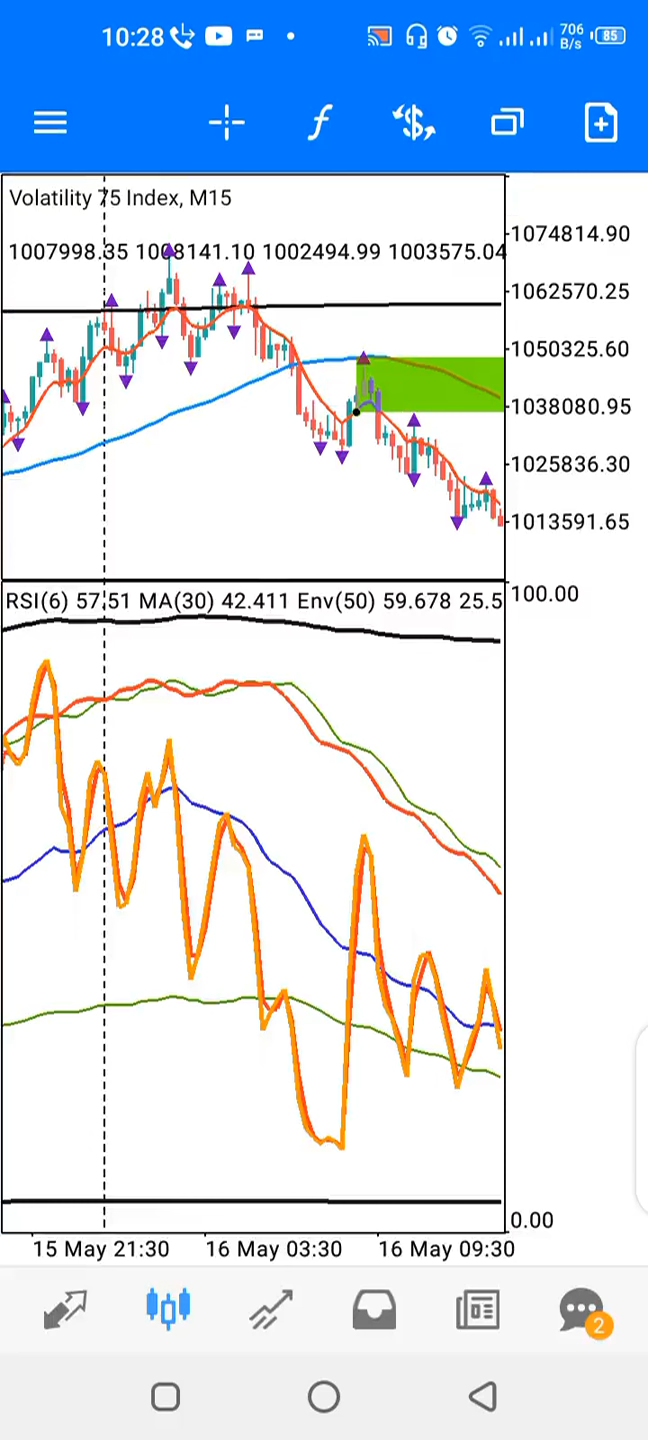 10:28 706 B/s 85
Volatility 75 Index, M15
1007998.35 1008141.10 1002494.99 1003575.04
1074814.90
1062570.25
1050325.60
1038080.95
1025836.30
1013591.65
RSI(6) 57.51 MA(30) 42.411 Env(50) 59.678 25.5
100.00
0.00
15 May 21:30 16 May 03:30 16 May 09:30
2